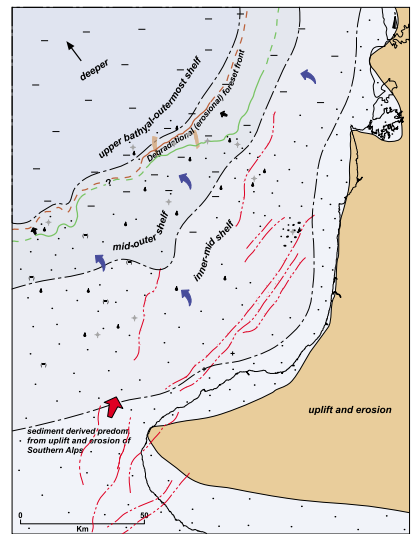 deeper
upper bathyal-outermost shelf
Degradational (erosional) foreset front
?
mid-outer shelf
inner-mid shelf
uplift and erosion
sediment derived predom.
from uplift and erosion of
Southern Alps
0 50
Km